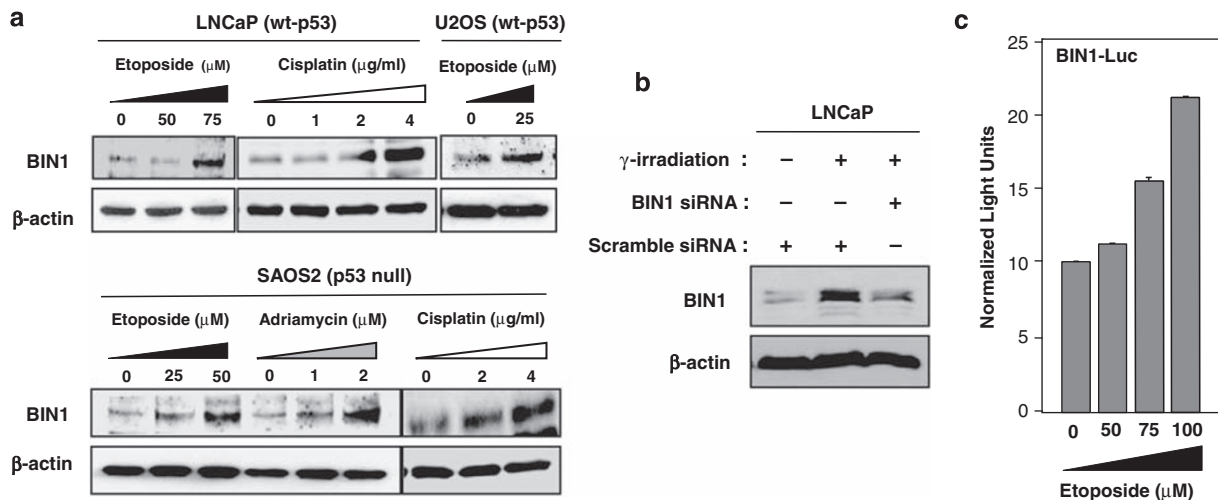 a
LNCaP (wt-p53)
U2OS (wt-p53)
Etoposide (μM)
Cisplatin (μg/ml)
Etoposide (μM)
0 50 75 0 1 2 4 0 25
BIN1
β-actin
SAOS2 (p53 null)
Etoposide (μM)
Adriamycin (μM)
Cisplatin (μg/ml)
0 25 50 0 1 2 0 2 4
BIN1
β-actin
b
LNCaP
γ-irradiation : – + +
BIN1 siRNA : – – +
Scramble siRNA : + + –
BIN1
β-actin
c
BIN1-Luc
Normalized Light Units
25
20
15
10
5
0
0 50 75 100
Etoposide (μM)